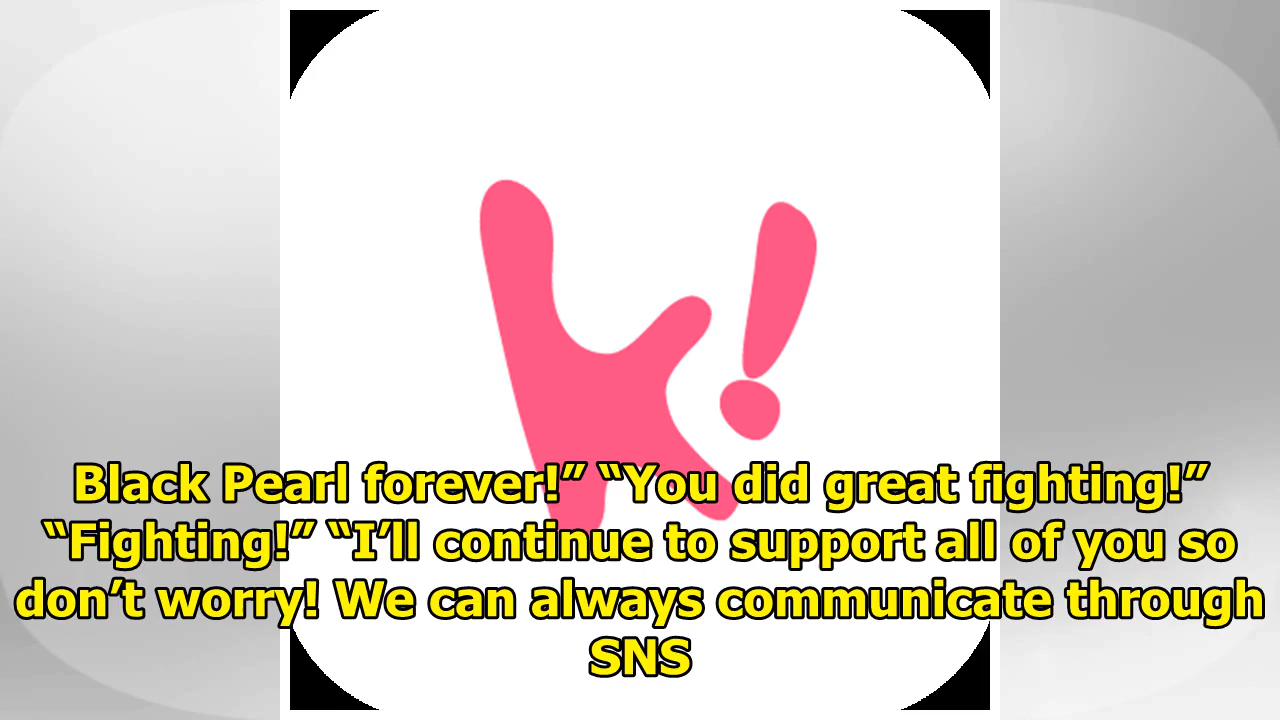 k!
Black Pearl forever!” “You did great fighting!”
“Fighting!” “I’ll continue to support all of you so
don’t worry! We can always communicate through
SNS